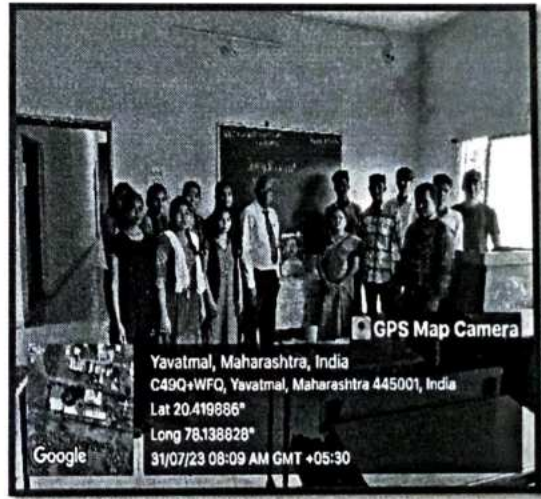 GPS Map Camera
Yavatmal, Maharashtra, India
C49Q+WFQ, Yavatmal, Maharashtra 445001, India
Lat 20.419886°
Long 78.138828°
31/07/23 08:09 AM GMT +05:30
Google